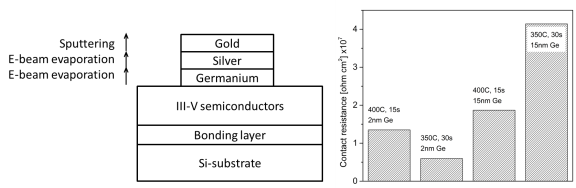 Sputtering
E-beam evaporation
E-beam evaporation
Gold
Silver
Germanium
III-V semiconductors
Bonding layer
Si-substrate
Contact resistance [ohm cm²] x10⁷
4
3
2
1
0
400C, 15s
2nm Ge
350C, 30s
2nm Ge
400C, 15s
15nm Ge
350C, 30s
15nm Ge